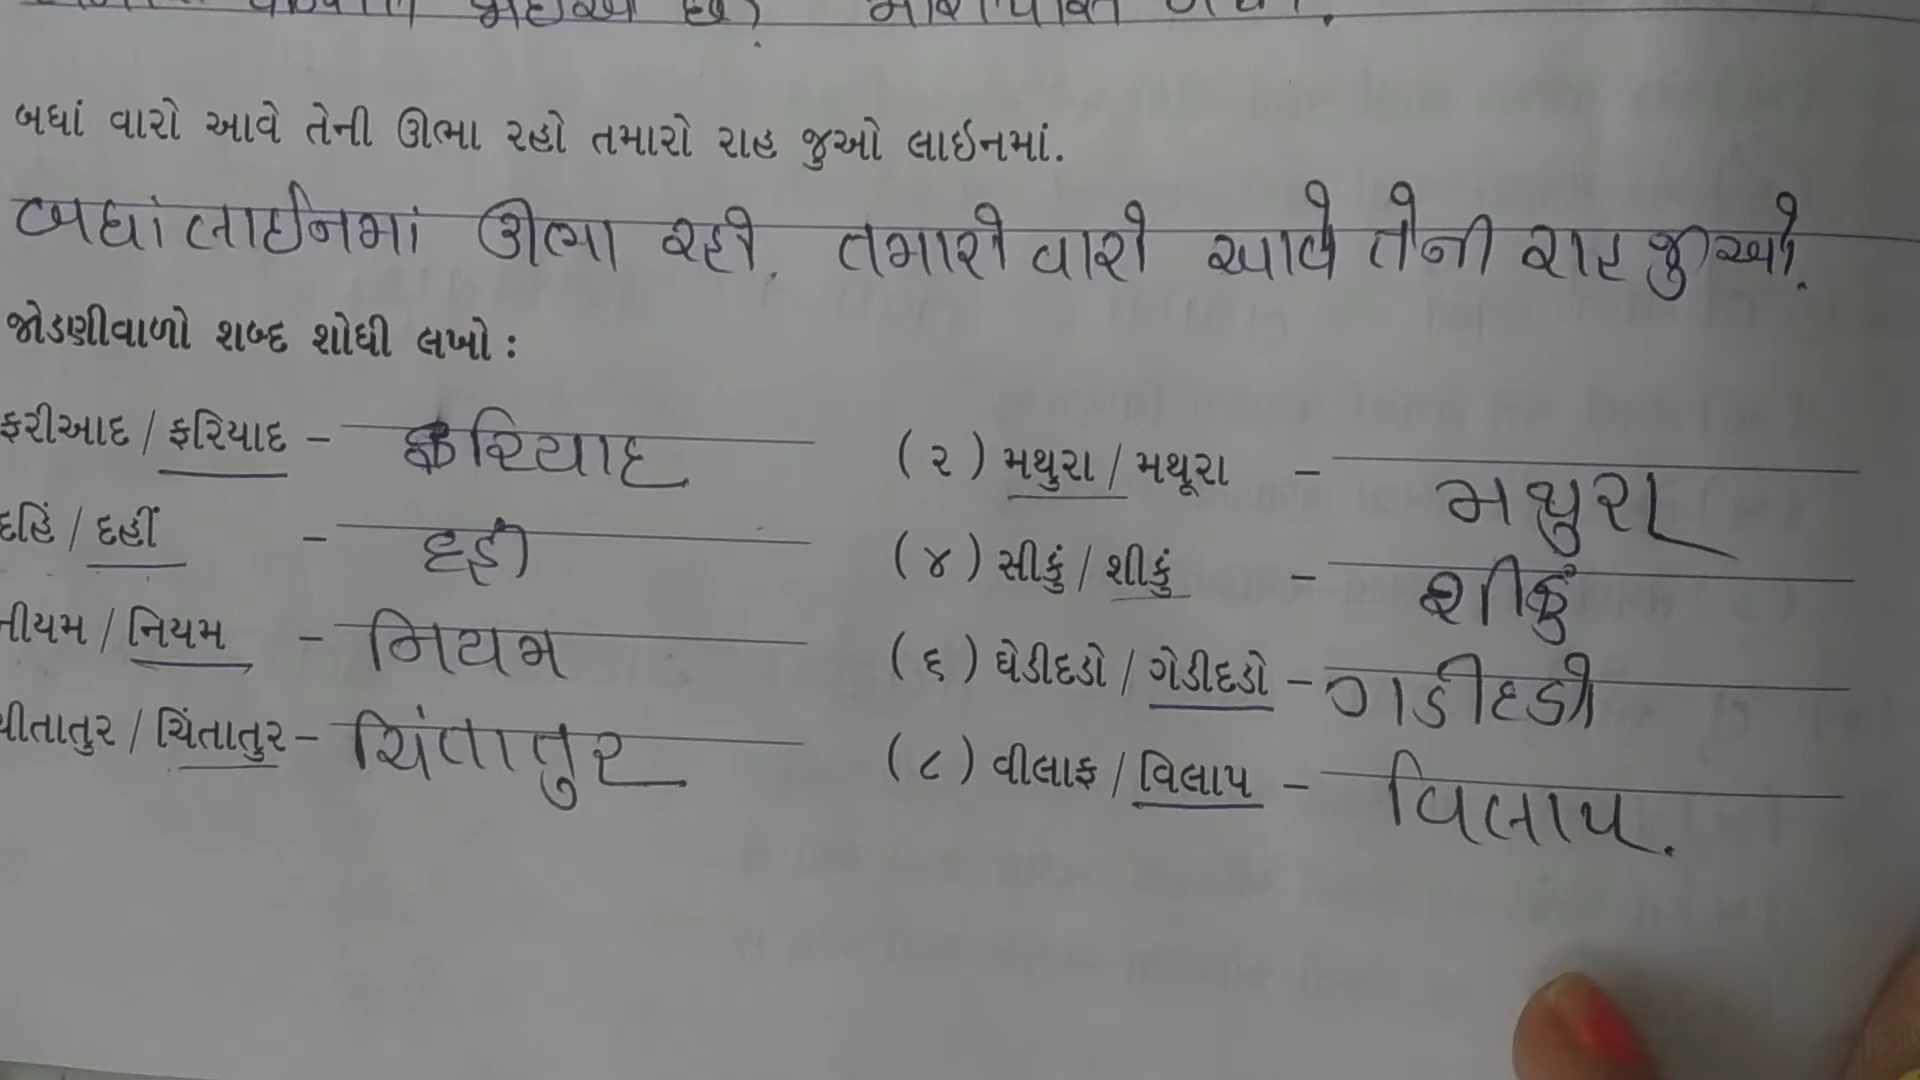 બધાં વારો આવે તેની ઊભા રહો તમારો રાહ જુઓ લાઇનમાં.
બધાં લાઈનમાં ઊભા રહો. તમારો વારો આવે તેની રાહ જુઓ.
જોડણીવાળો શબ્દ શોધી લખો :
ફરીઆદ / ફરિયાદ – ફરિયાદ (૨) મથુરા / મથૂરા – મથુરા
દહિં / દહીં – દહીં (૪) સીકું / શીકું – શીકું
નીયમ / નિયમ – નિયમ (૬) ઘેડીદડો / ગેડીદડો – ગેડીદડો
ચીતાતુર / ચિંતાતુર – ચિંતાતુર (૮) વીલાફ / વિલાપ – વિલાપ.